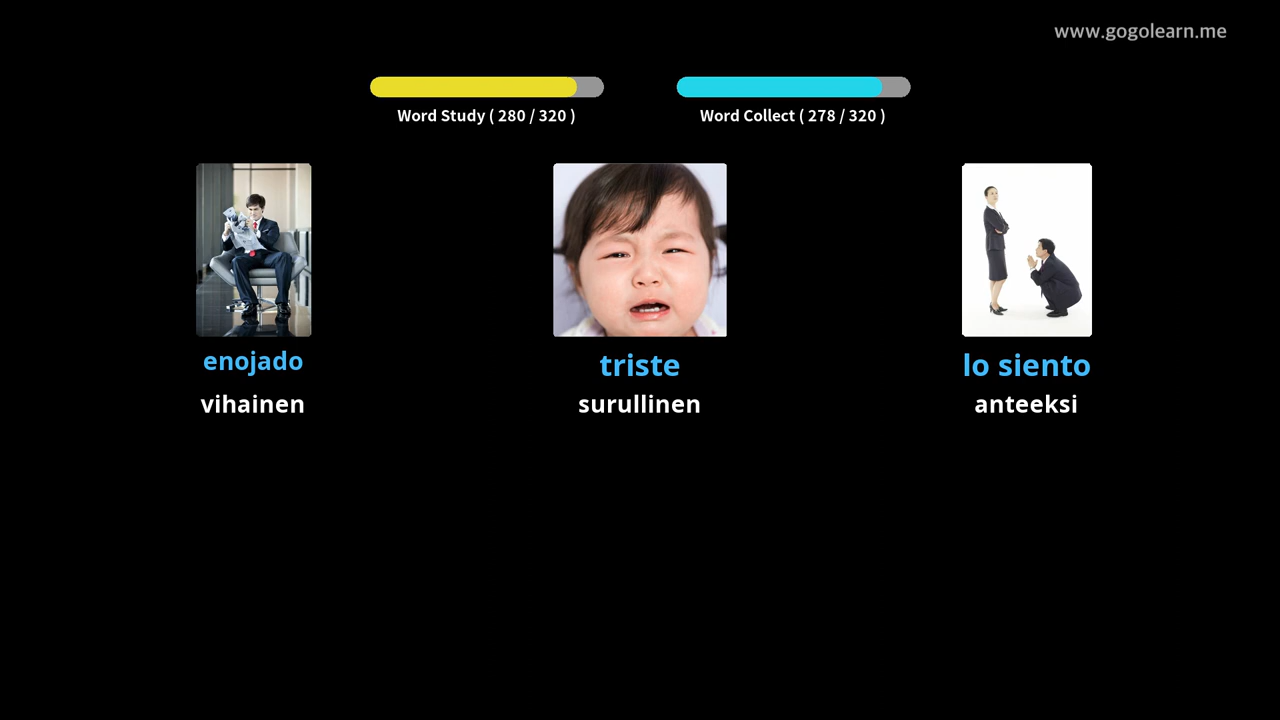 www.gogolearn.me
Word Study ( 280 / 320 )
Word Collect ( 278 / 320 )
enojado
triste
lo siento
vihainen
surullinen
anteeksi